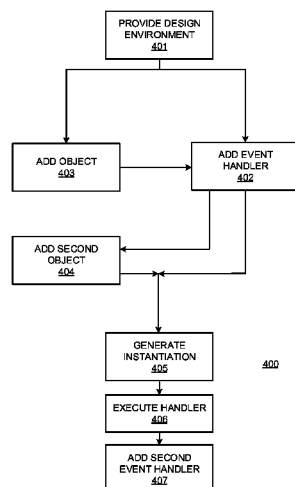 PROVIDE DESIGN
ENVIRONMENT
401
ADD OBJECT
403
ADD EVENT
HANDLER
402
ADD SECOND
OBJECT
404
GENERATE
INSTANTIATION
405
400
EXECUTE HANDLER
406
ADD SECOND
EVENT HANDLER
407